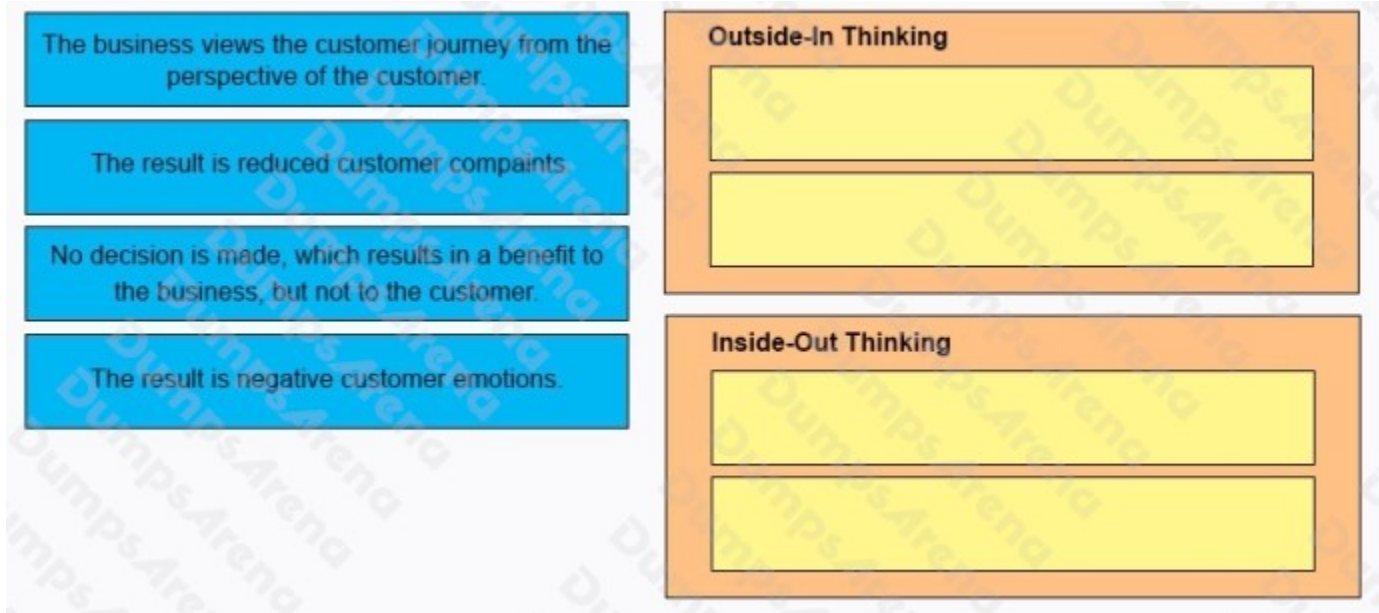 The business views the customer journey from the
perspective of the customer.
The result is reduced customer compaints.
No decision is made, which results in a benefit to
the business, but not to the customer.
The result is negative customer emotions.
Outside-In Thinking
Inside-Out Thinking
DumpsArena